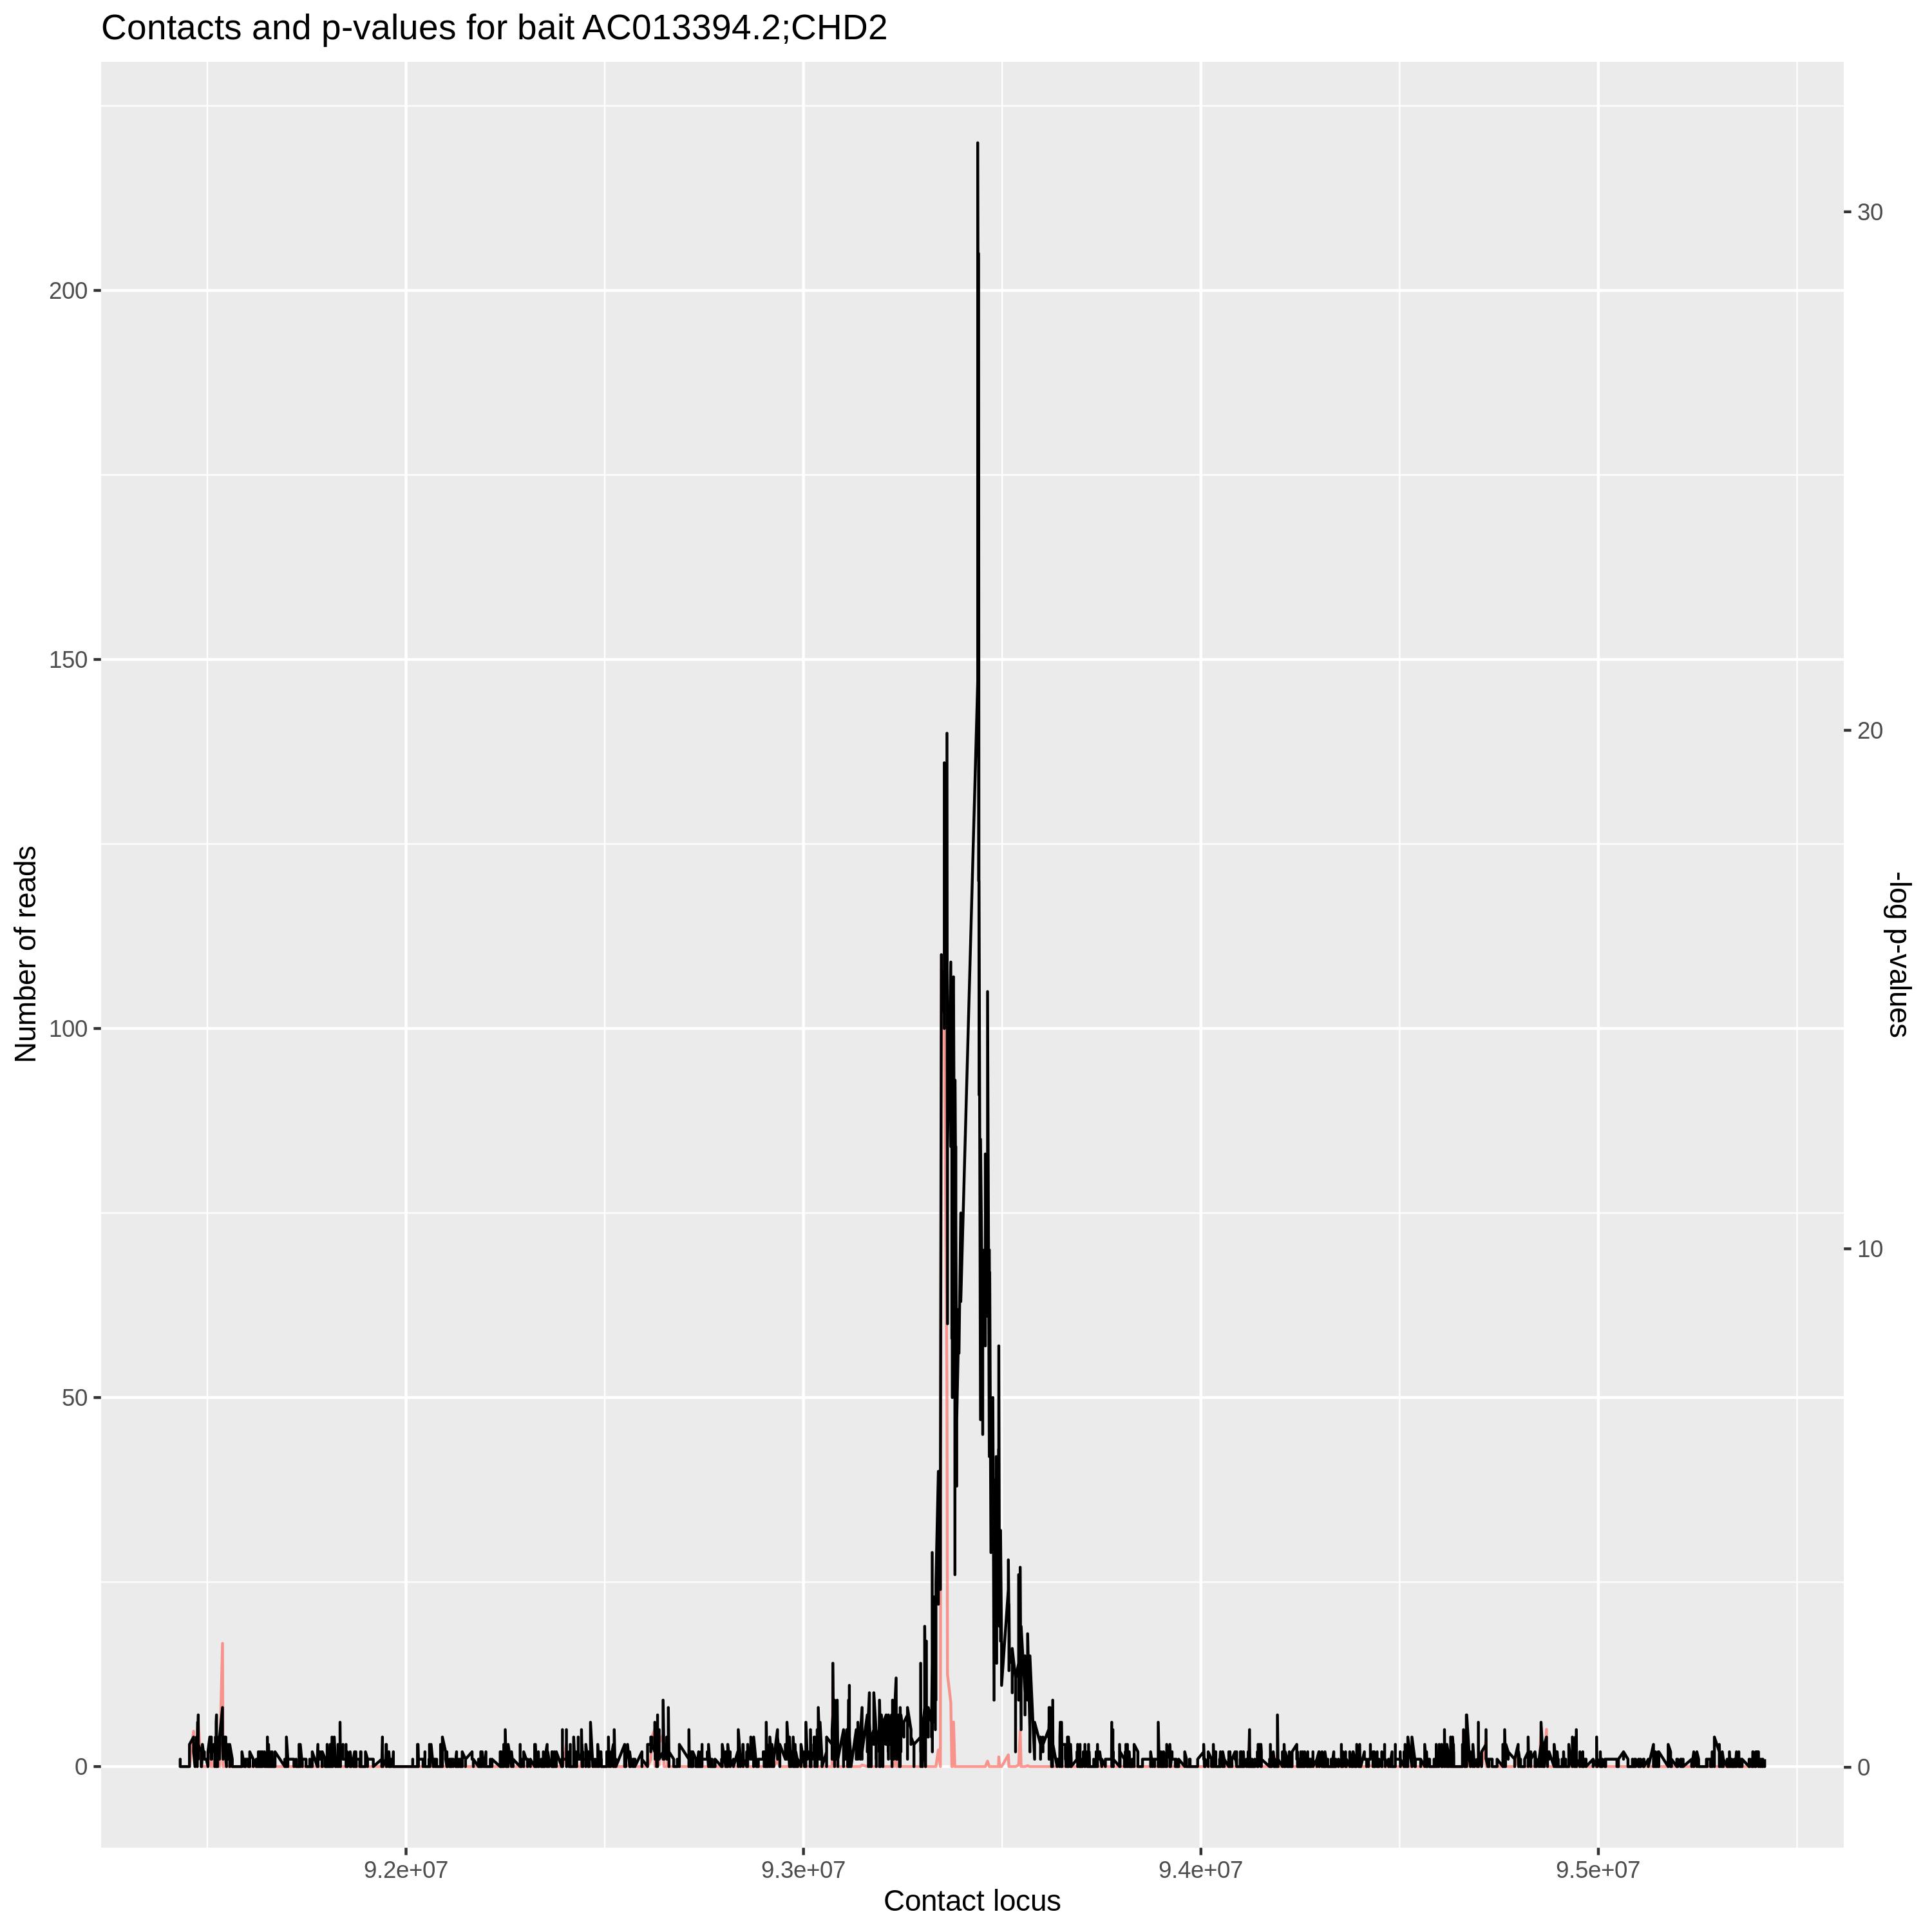 Contacts and p-values for bait AC013394.2;CHD2
30
200
150
20
Number of reads
-log p-values
100
10
50
0
0
9.2e+07
9.3e+07
9.4e+07
9.5e+07
Contact locus